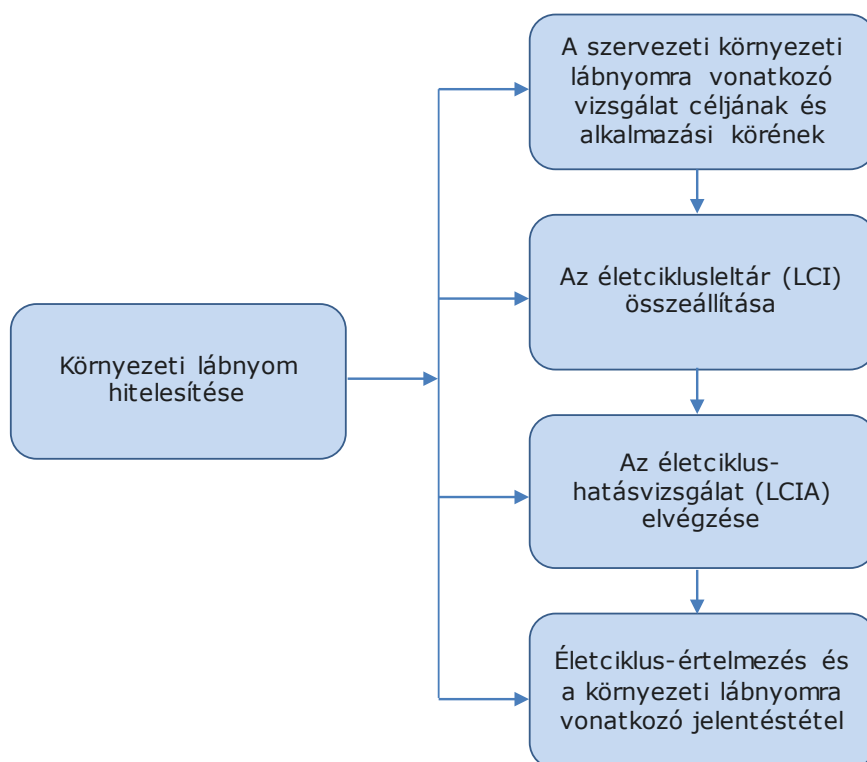 A szervezeti környezeti
lábnyomra vonatkozó
vizsgálat céljának és
alkalmazási körének
Az életciklusleltár (LCI)
összeállítása
Környezeti lábnyom
hitelesítése
Az életciklus-
hatásvizsgálat (LCIA)
elvégzése
Életciklus-értelmezés és
a környezeti lábnyomra
vonatkozó jelentéstétel